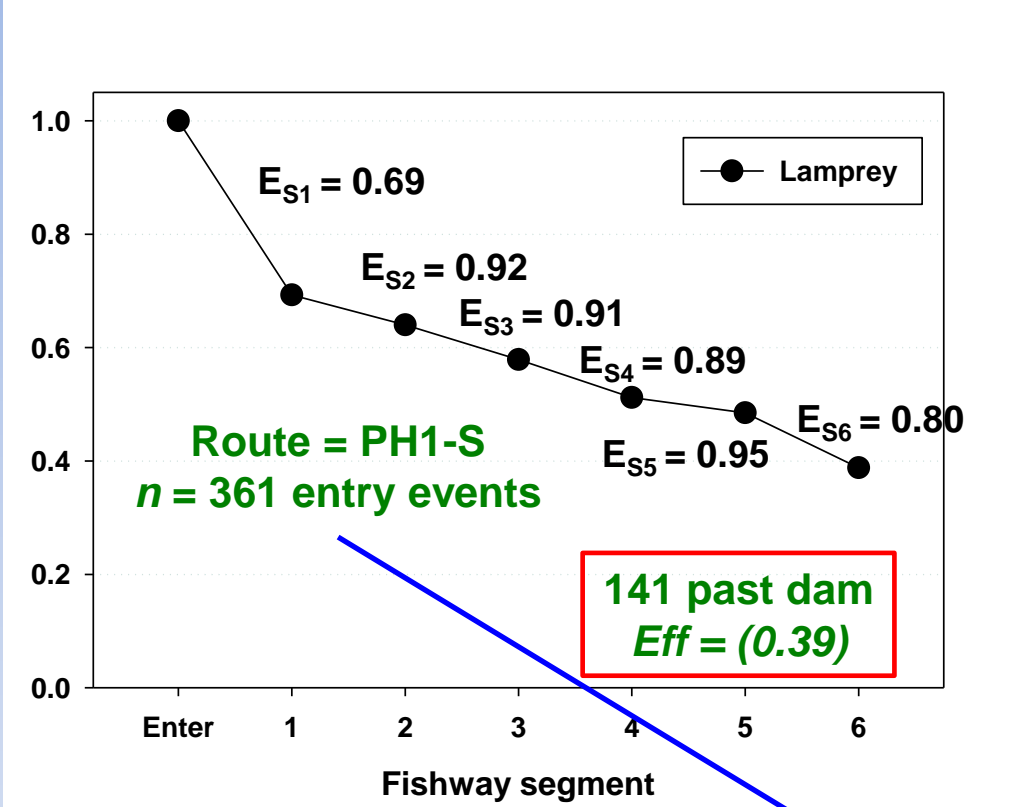 1.0
0.8
0.6
0.4
0.2
0.0
Lamprey
ES1 = 0.69
ES2 = 0.92
ES3 = 0.91
ES4 = 0.89
ES5 = 0.95
ES6 = 0.80
Route = PH1-S
n = 361 entry events
141 past dam
Eff = (0.39)
Enter 1 2 3 4 5 6
Fishway segment